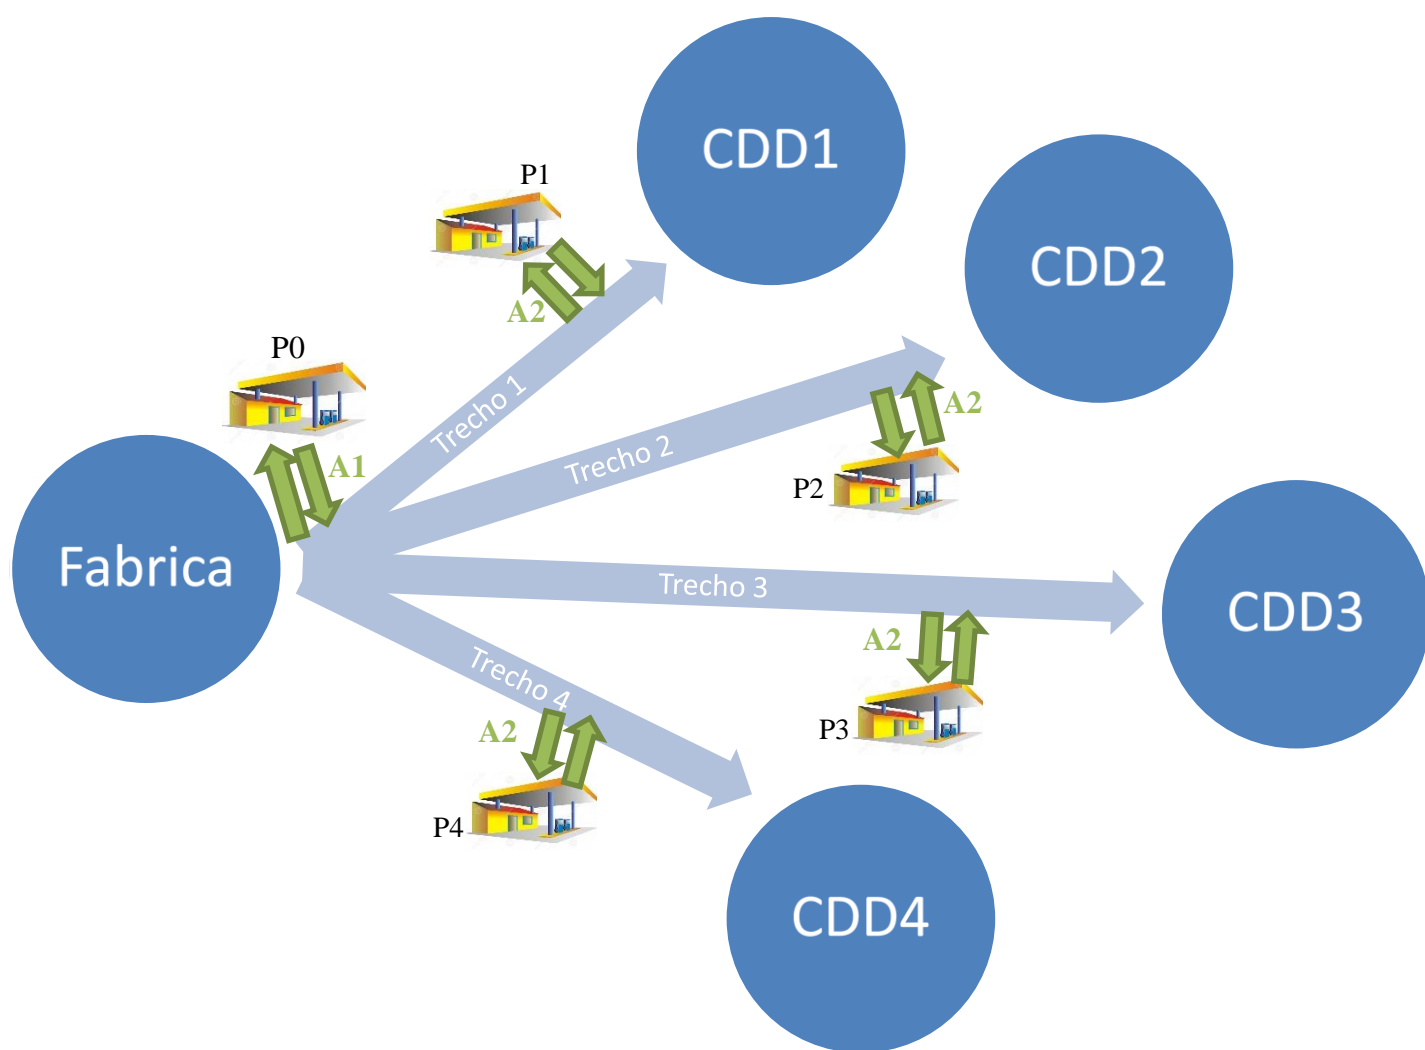 CDD1
P1
CDD2
A2
P0
Trecho 1
A2
A1
Trecho 2
P2
Fabrica
Trecho 3
CDD3
A2
Trecho 4
A2
P3
P4
CDD4